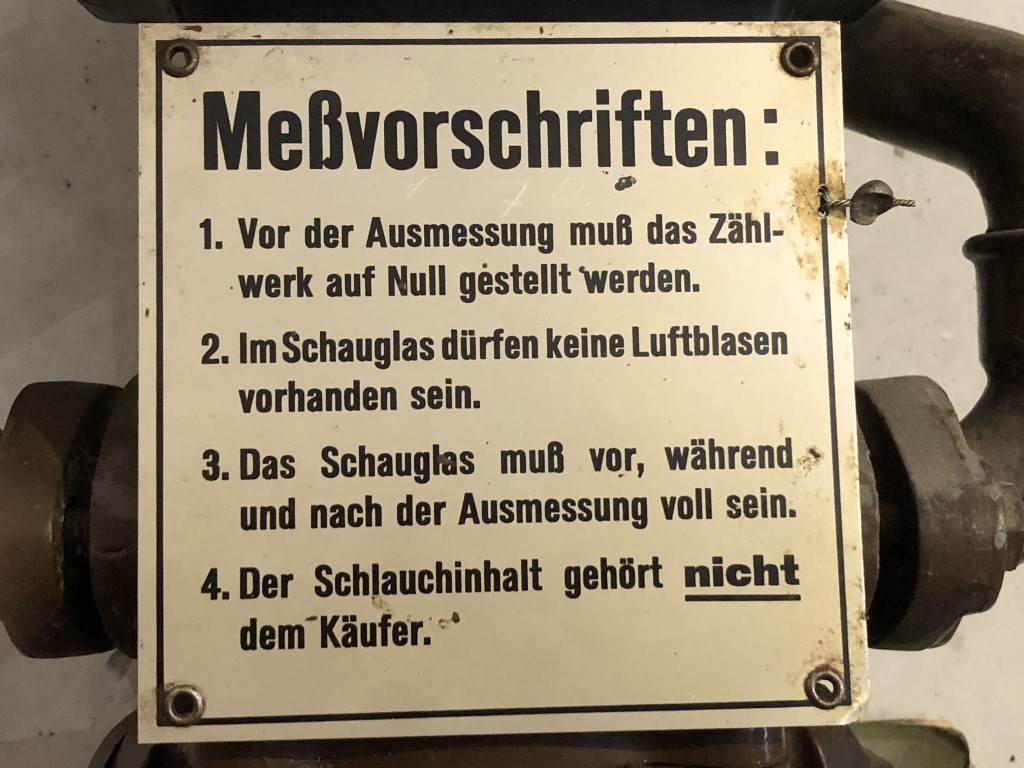 Meßvorschriften:
1. Vor der Ausmessung muß das Zähl-
werk auf Null gestellt werden.
2. Im Schauglas dürfen keine Luftblasen
vorhanden sein.
3. Das Schauglas muß vor, während
und nach der Ausmessung voll sein.
4. Der Schlauchinhalt gehört nicht
dem Käufer.